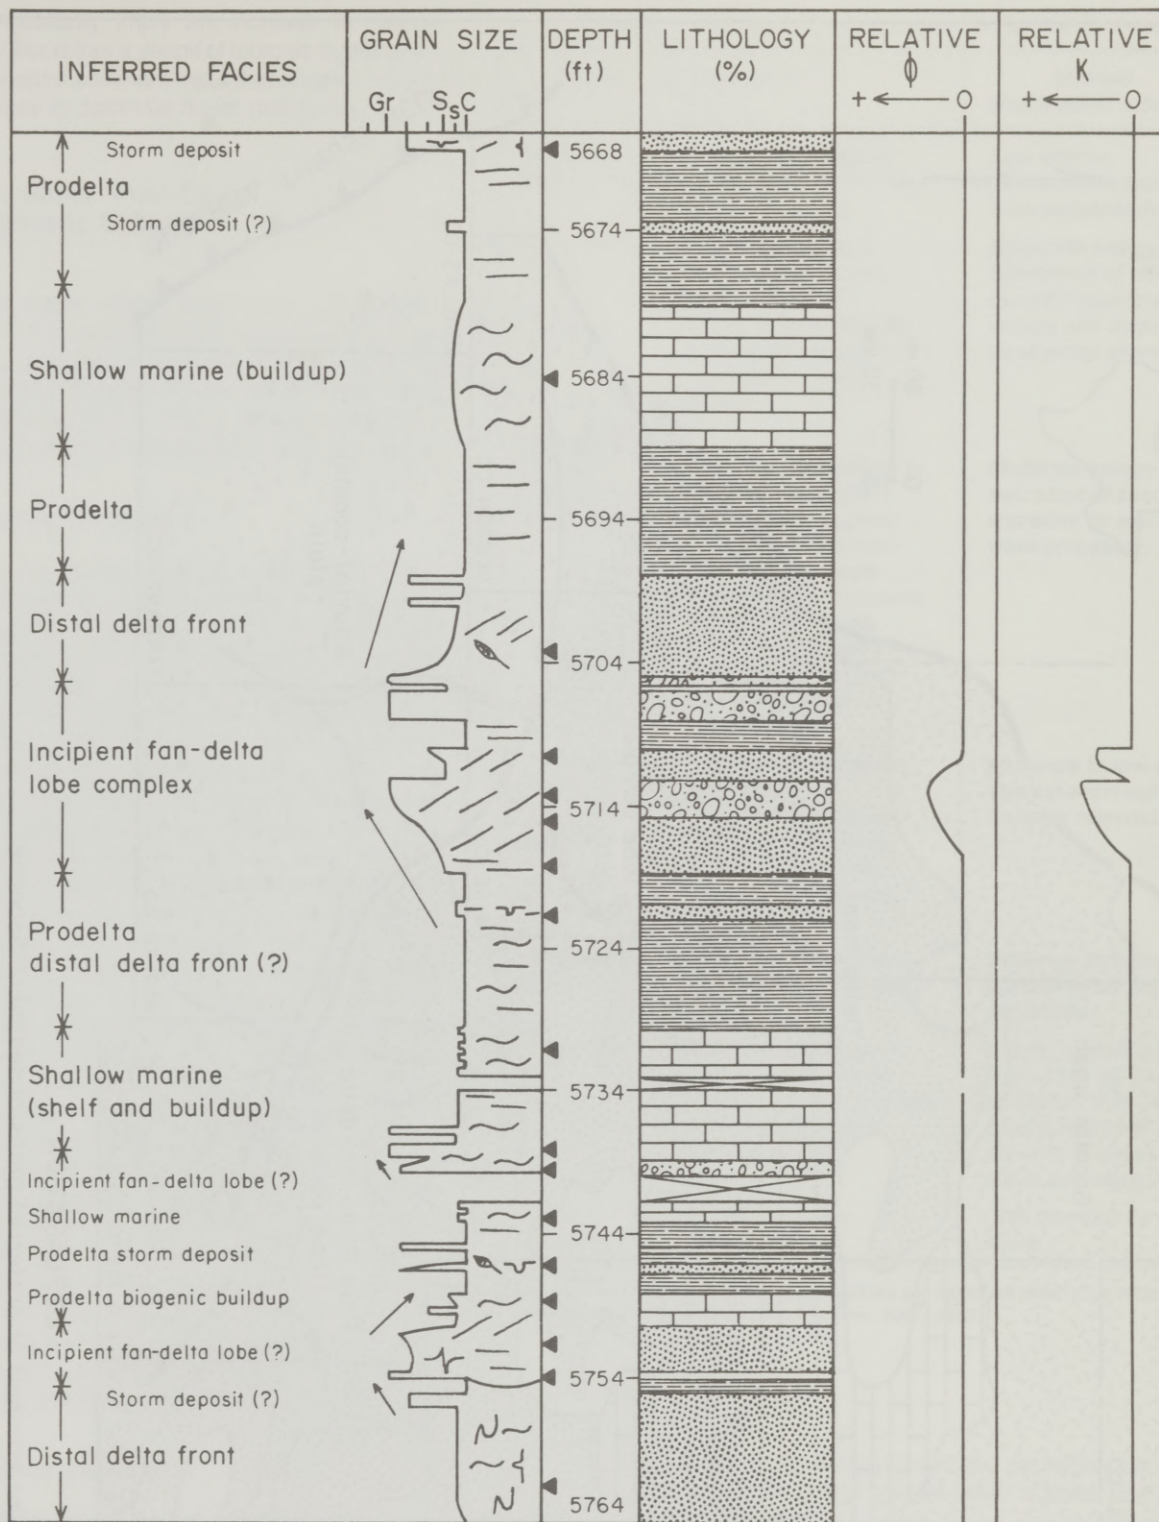 INFERRED FACIES
GRAIN SIZE
Gr
S
s
C
DEPTH
(ft)
LITHOLOGY
(%)
RELATIVE
ϕ
+ ← O
RELATIVE
K
+ ← O
Storm deposit
5668
Prodelta
Storm deposit (?)
5674
Shallow marine (buildup)
5684
Prodelta
5694
Distal delta front
5704
Incipient fan-delta
lobe complex
5714
Prodelta
distal delta front (?)
5724
Shallow marine
(shelf and buildup)
5734
Incipient fan-delta lobe (?)
Shallow marine
5744
Prodelta storm deposit
Prodelta biogenic buildup
Incipient fan-delta lobe (?)
5754
Storm deposit (?)
Distal delta front
5764